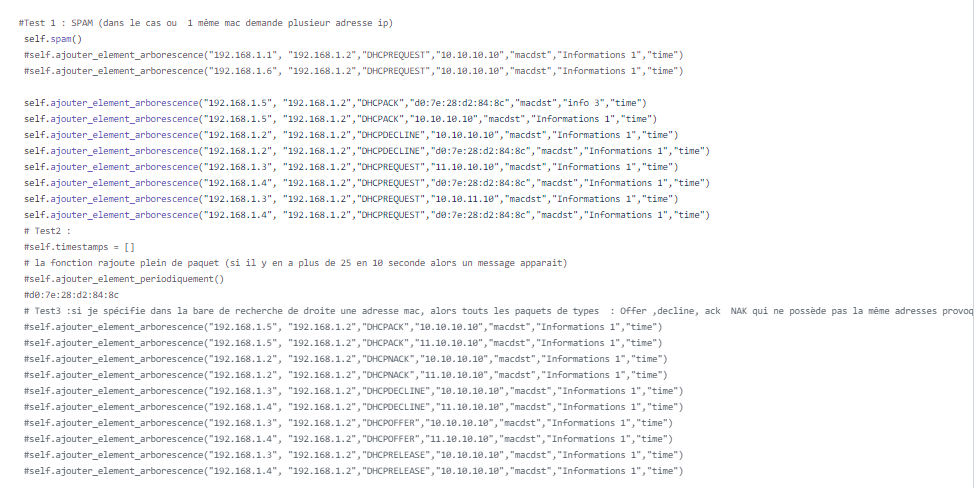 #Test 1 : SPAM (dans le cas ou  1 même mac demande plusieur adresse ip)
self.spam()
#self.ajouter_element_arborescence("192.168.1.1", "192.168.1.2","DHCPREQUEST","10.10.10.10","macdst","Informations 1","time")
#self.ajouter_element_arborescence("192.168.1.6", "192.168.1.2","DHCPREQUEST","10.10.10.10","macdst","Informations 1","time")
self.ajouter_element_arborescence("192.168.1.5", "192.168.1.2","DHCPACK","d0:7e:28:d2:84:8c","macdst","info 3","time")
self.ajouter_element_arborescence("192.168.1.5", "192.168.1.2","DHCPACK","10.10.10.10","macdst","Informations 1","time")
self.ajouter_element_arborescence("192.168.1.2", "192.168.1.2","DHCPDECLINE","10.10.10.10","macdst","Informations 1","time")
self.ajouter_element_arborescence("192.168.1.2", "192.168.1.2","DHCPDECLINE","d0:7e:28:d2:84:8c","macdst","Informations 1","time")
self.ajouter_element_arborescence("192.168.1.3", "192.168.1.2","DHCPREQUEST","11.10.10.10","macdst","Informations 1","time")
self.ajouter_element_arborescence("192.168.1.4", "192.168.1.2","DHCPREQUEST","d0:7e:28:d2:84:8c","macdst","Informations 1","time")
self.ajouter_element_arborescence("192.168.1.3", "192.168.1.2","DHCPREQUEST","10.10.11.10","macdst","Informations 1","time")
self.ajouter_element_arborescence("192.168.1.4", "192.168.1.2","DHCPREQUEST","d0:7e:28:d2:84:8c","macdst","Informations 1","time")
# Test2 :
#self.timestamps = []
# la fonction rajoute plein de paquet (si il y en a plus de 25 en 10 seconde alors un message apparait)
#self.ajouter_element_periodiquement()
#d0:7e:28:d2:84:8c
# Test3 :si je spécifie dans la bare de recherche de droite une adresse mac, alors touts les paquets de types  : Offer ,decline, ack  NAK qui ne possède pas la même adresses provoq
#self.ajouter_element_arborescence("192.168.1.5", "192.168.1.2","DHCPACK","10.10.10.10","macdst","Informations 1","time")
#self.ajouter_element_arborescence("192.168.1.5", "192.168.1.2","DHCPACK","11.10.10.10","macdst","Informations 1","time")
#self.ajouter_element_arborescence("192.168.1.2", "192.168.1.2","DHCPNACK","10.10.10.10","macdst","Informations 1","time")
#self.ajouter_element_arborescence("192.168.1.2", "192.168.1.2","DHCPNACK","11.10.10.10","macdst","Informations 1","time")
#self.ajouter_element_arborescence("192.168.1.3", "192.168.1.2","DHCPDECLINE","10.10.10.10","macdst","Informations 1","time")
#self.ajouter_element_arborescence("192.168.1.4", "192.168.1.2","DHCPDECLINE","11.10.10.10","macdst","Informations 1","time")
#self.ajouter_element_arborescence("192.168.1.3", "192.168.1.2","DHCPOFFER","10.10.10.10","macdst","Informations 1","time")
#self.ajouter_element_arborescence("192.168.1.4", "192.168.1.2","DHCPOFFER","11.10.10.10","macdst","Informations 1","time")
#self.ajouter_element_arborescence("192.168.1.3", "192.168.1.2","DHCPRELEASE","10.10.10.10","macdst","Informations 1","time")
#self.ajouter_element_arborescence("192.168.1.4", "192.168.1.2","DHCPRELEASE","10.10.10.10","macdst","Informations 1","time")